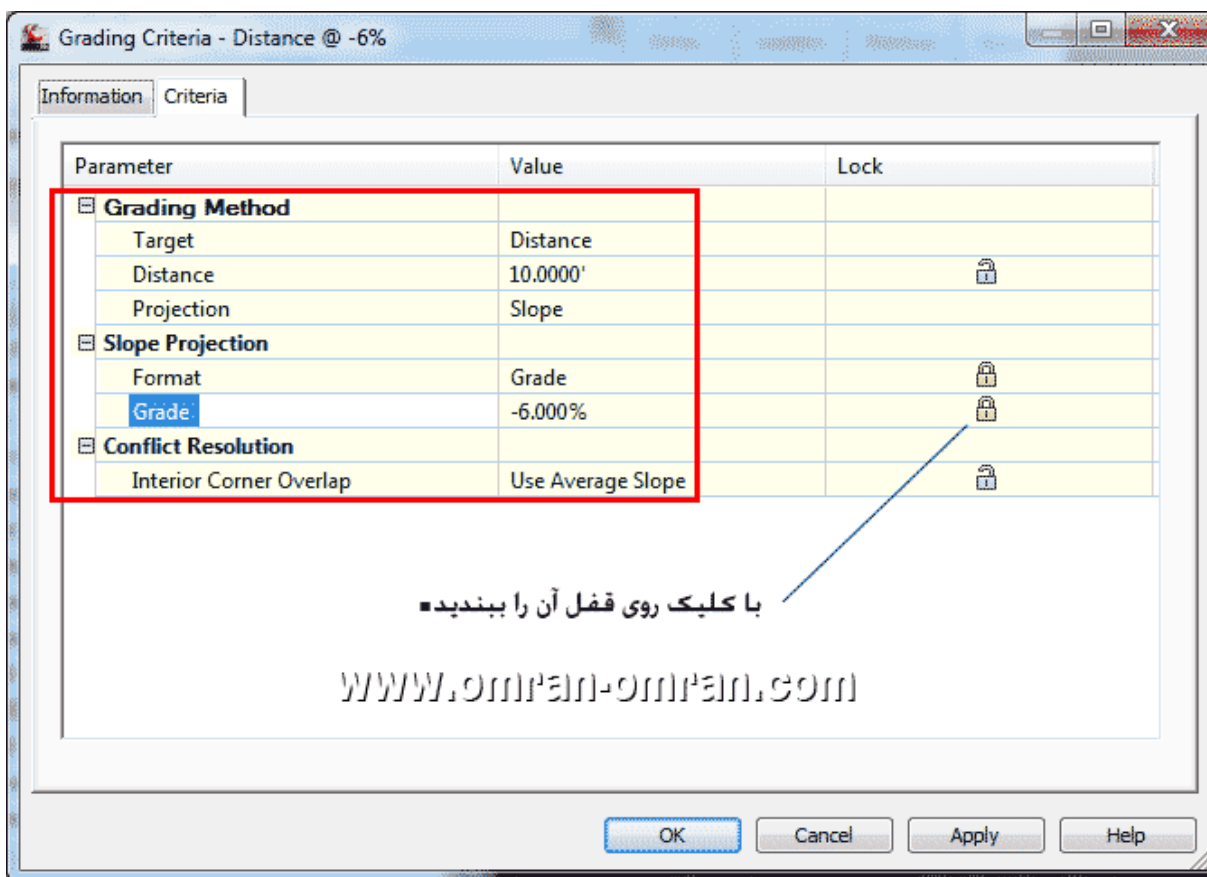 Grading Criteria - Distance @ -6%
Information Criteria
Parameter Value Lock
Grading Method
Target Distance
Distance 10.0000'
Projection Slope
Slope Projection
Format Grade
Grade -6.000%
Conflict Resolution
Interior Corner Overlap Use Average Slope
با کلیک روی قفل آن را ببندید.
www.omran-omran.com
OK Cancel Apply Help